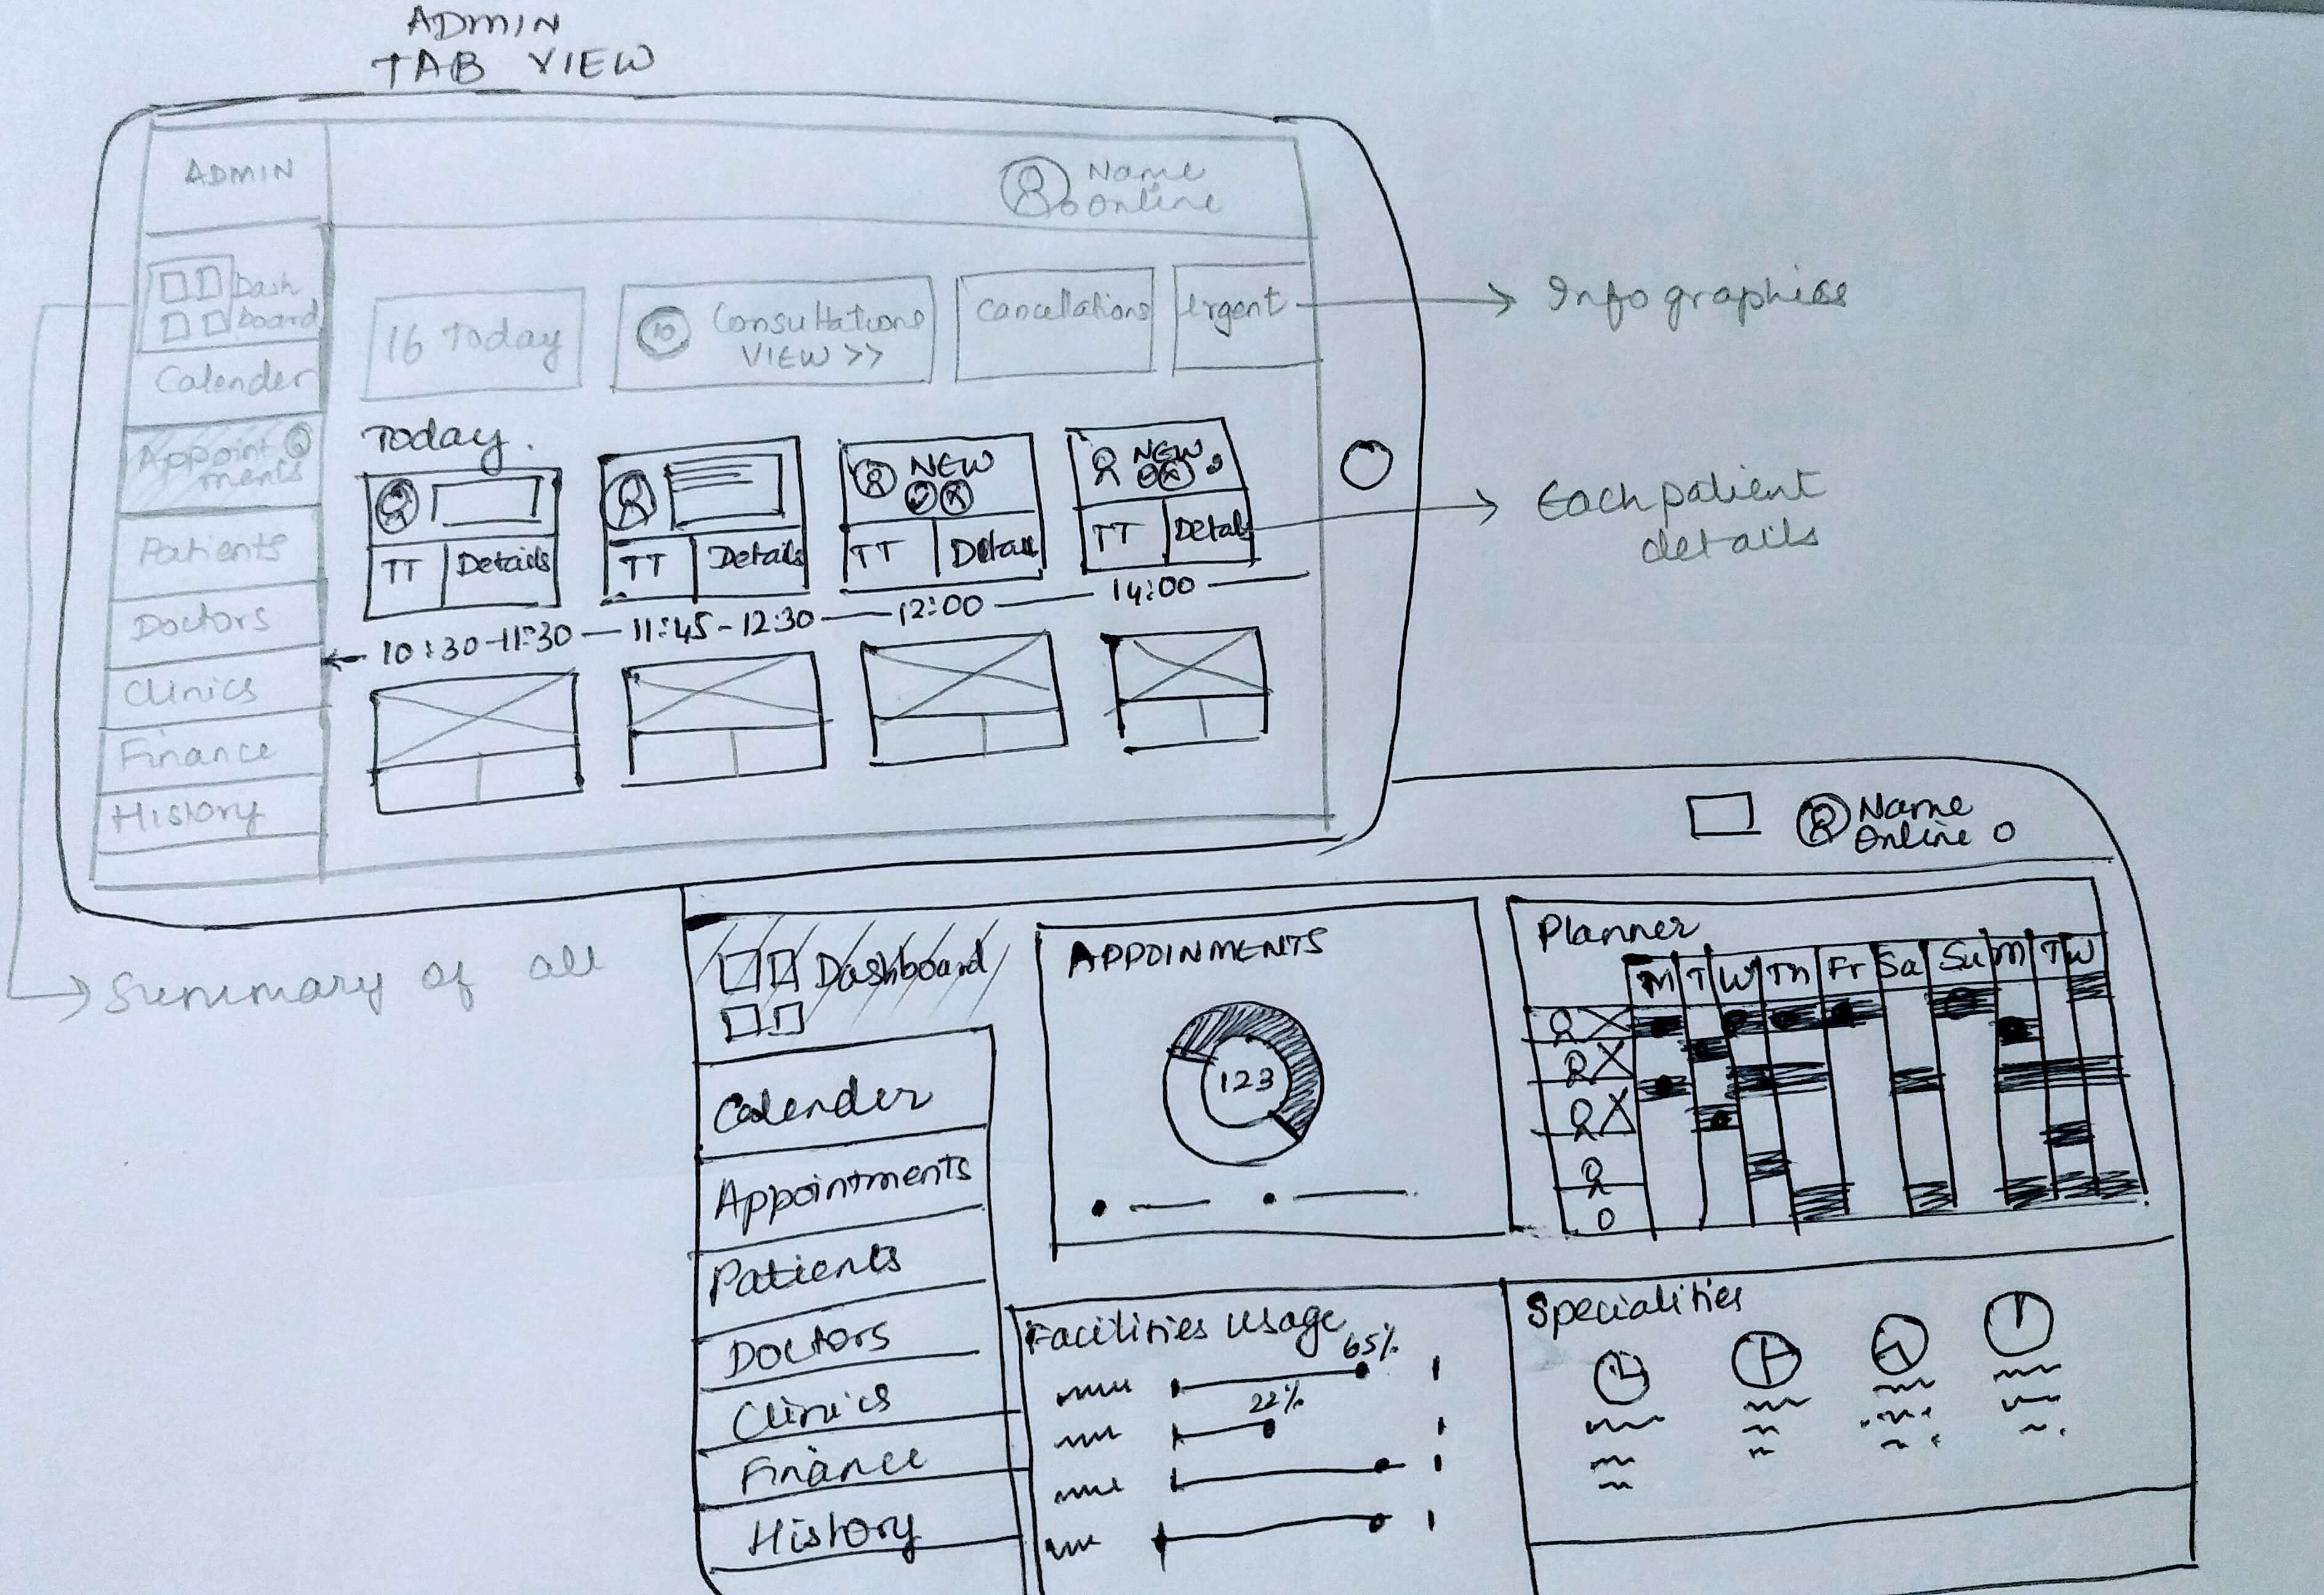 ADMIN
TAB VIEW
ADMIN
Name
Online
Dash
board
Calender
Appoint
ments
Patients
Doctors
Clinics
Finance
History
16 Today
10 Consultations
VIEW >>
Cancellations
Urgent
Infographics
Today.
NEW
NEW
TT Details
TT Details
TT Detail
TT Details
10:30-11:30 — 11:45-12:30 — 12:00 — 14:00
Each patient
details
Summary of all
Name
Online
Dashboard
Calender
Appointments
Patients
Doctors
Clinics
Finance
History
APPOINMENTS
123
Planner
M T W Th Fr Sa Su M T W
Facilities Usage
65%
22%
Specialities